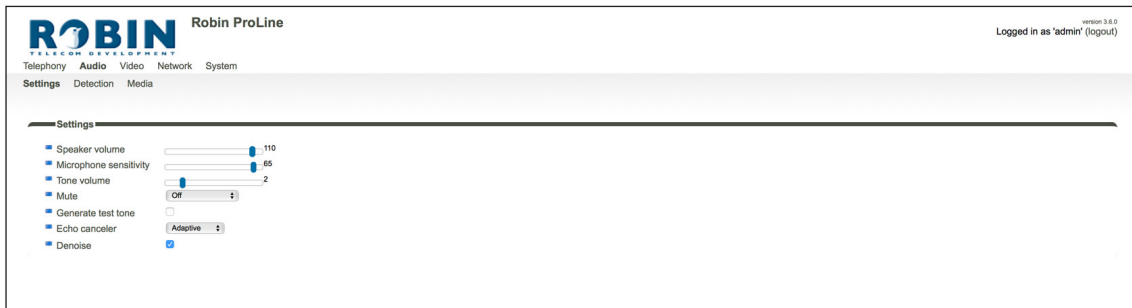 ROBIN
TELECOM DEVELOPMENT
Robin ProLine
version 3.6.0
Logged in as 'admin' (logout)
Telephony Audio Video Network System
Settings Detection Media
Settings
Speaker volume 110
Microphone sensitivity 65
Tone volume 2
Mute Off
Generate test tone
Echo canceler Adaptive
Denoise